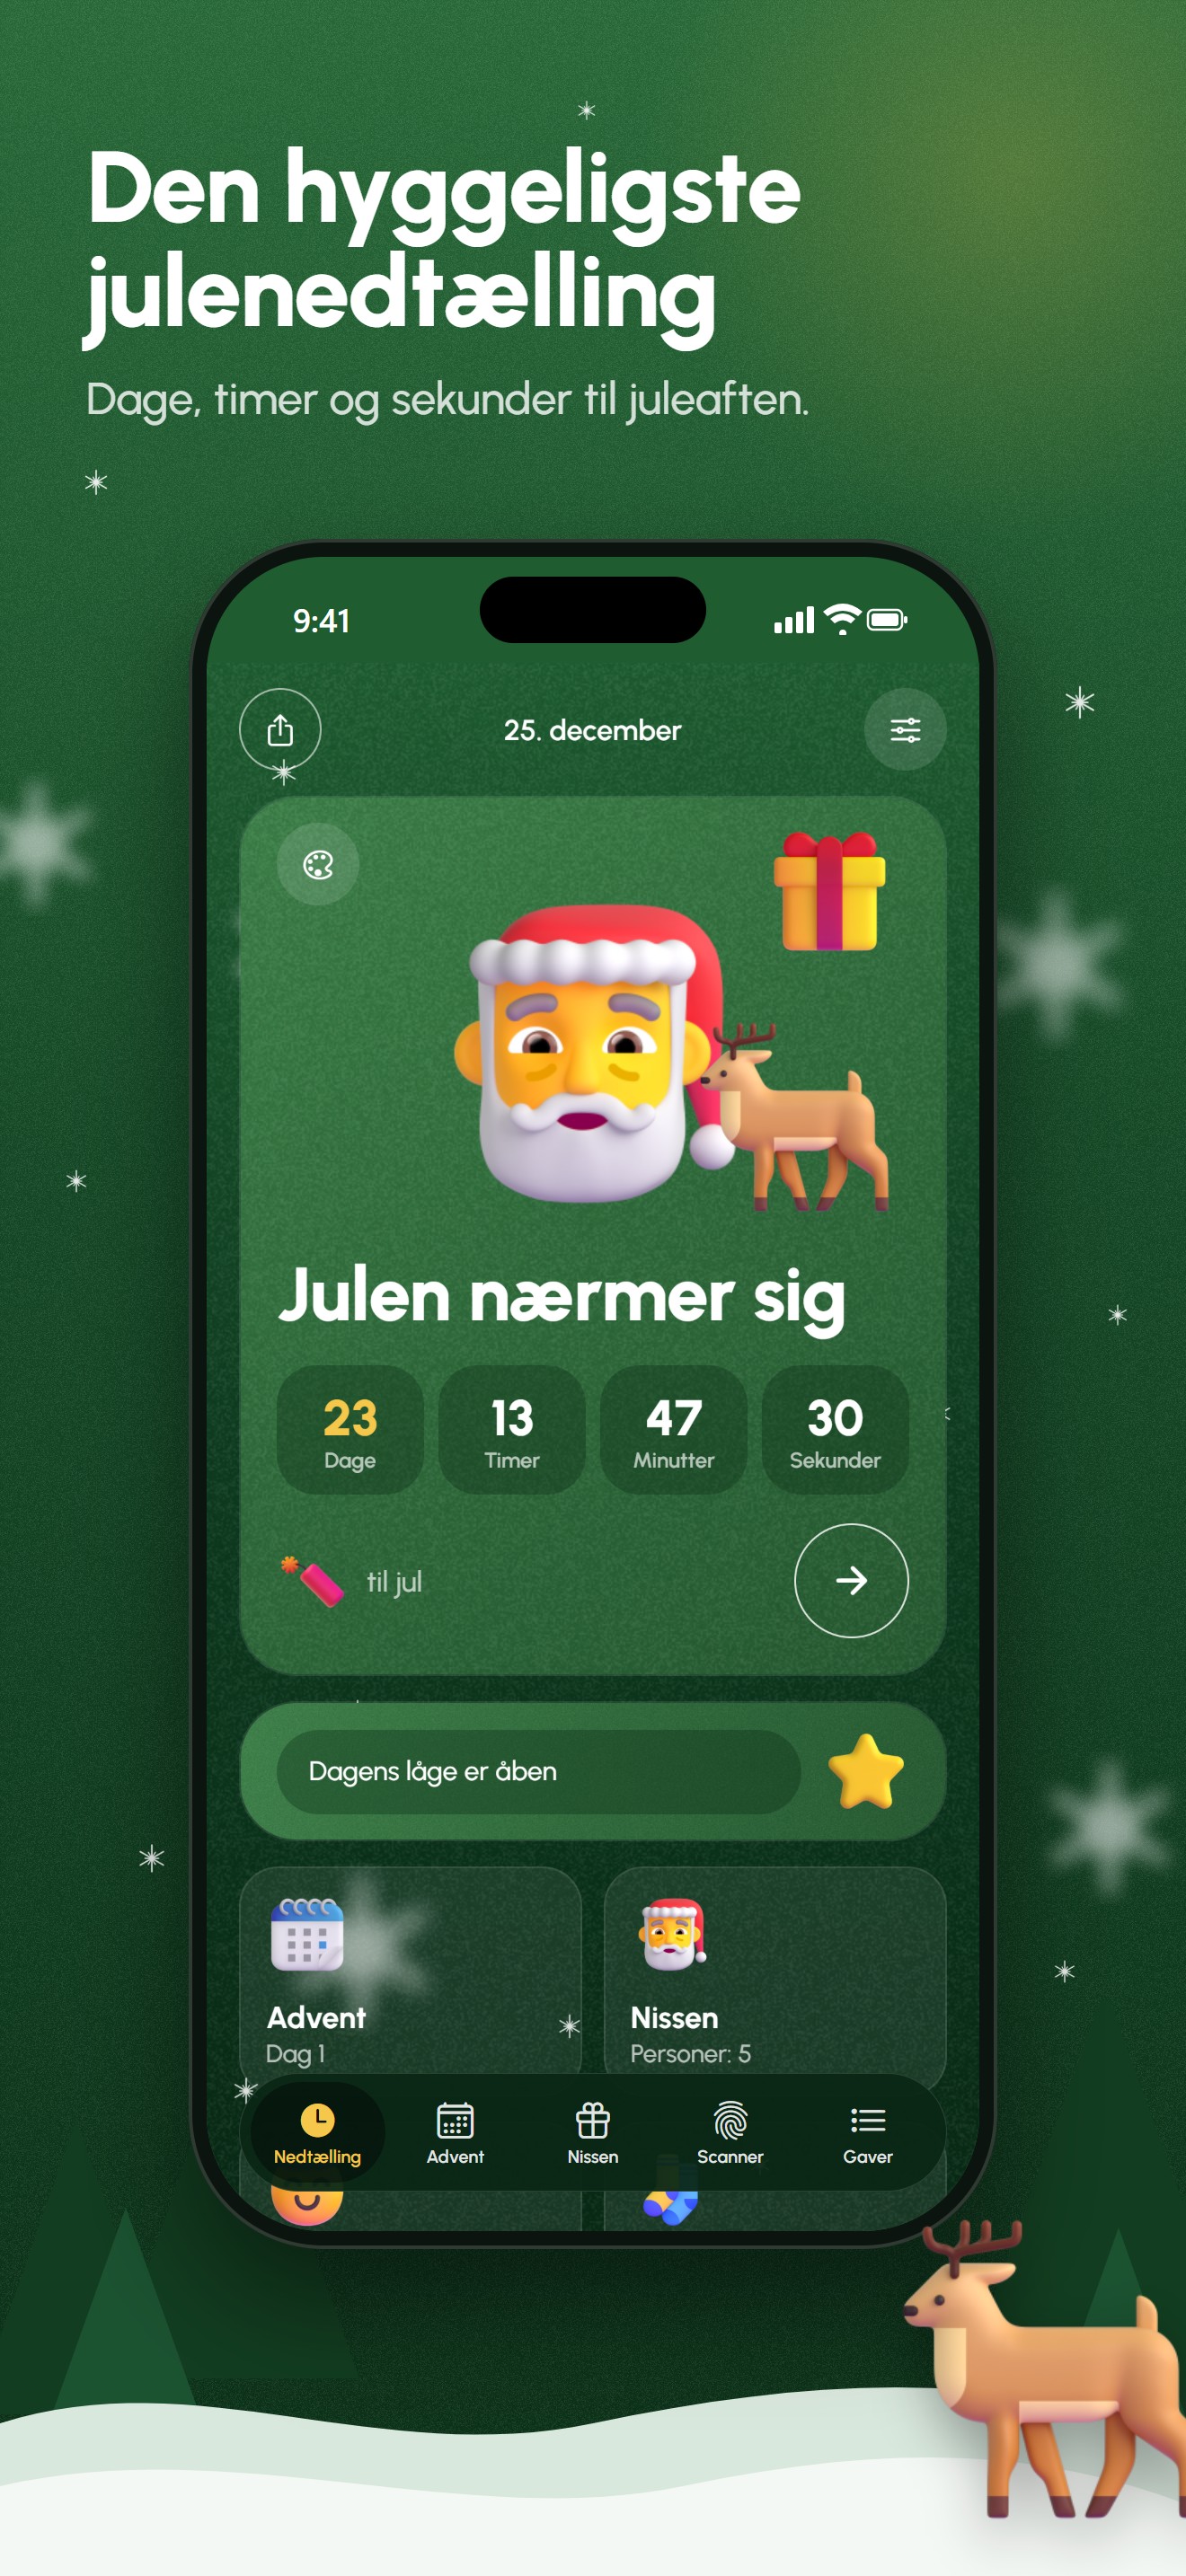 Den hyggeligste
julenedtælling
Dage, timer og sekunder til juleaften.
9:41
25. december
Julen nærmer sig
23 13 47 30
Dage Timer Minutter Sekunder
til jul
Dagens låge er åben
Advent Nissen
Dag 1 Personer: 5
Nedtælling Advent Nissen Scanner Gaver